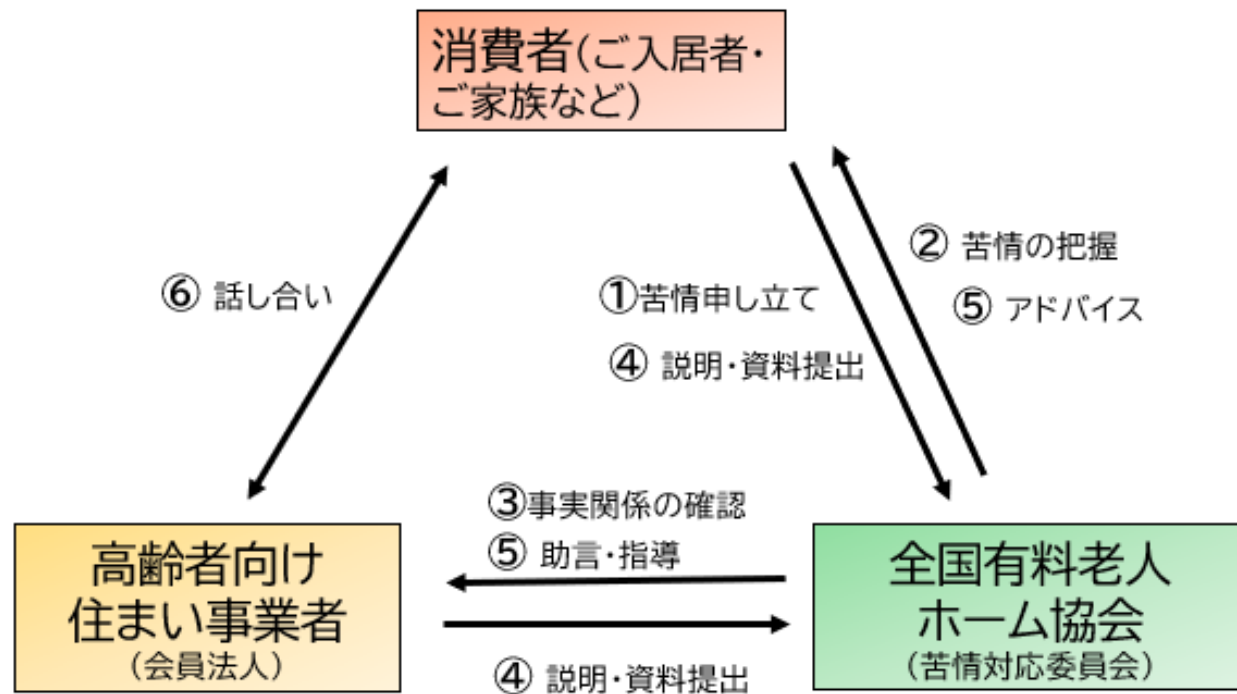 消費者(ご入居者・
ご家族など)
② 苦情の把握
⑥ 話し合い
①苦情申し立て
⑤ アドバイス
④ 説明・資料提出
③事実関係の確認
⑤ 助言・指導
高齢者向け
住まい事業者
(会員法人)
全国有料老人
ホーム協会
(苦情対応委員会)
④ 説明・資料提出